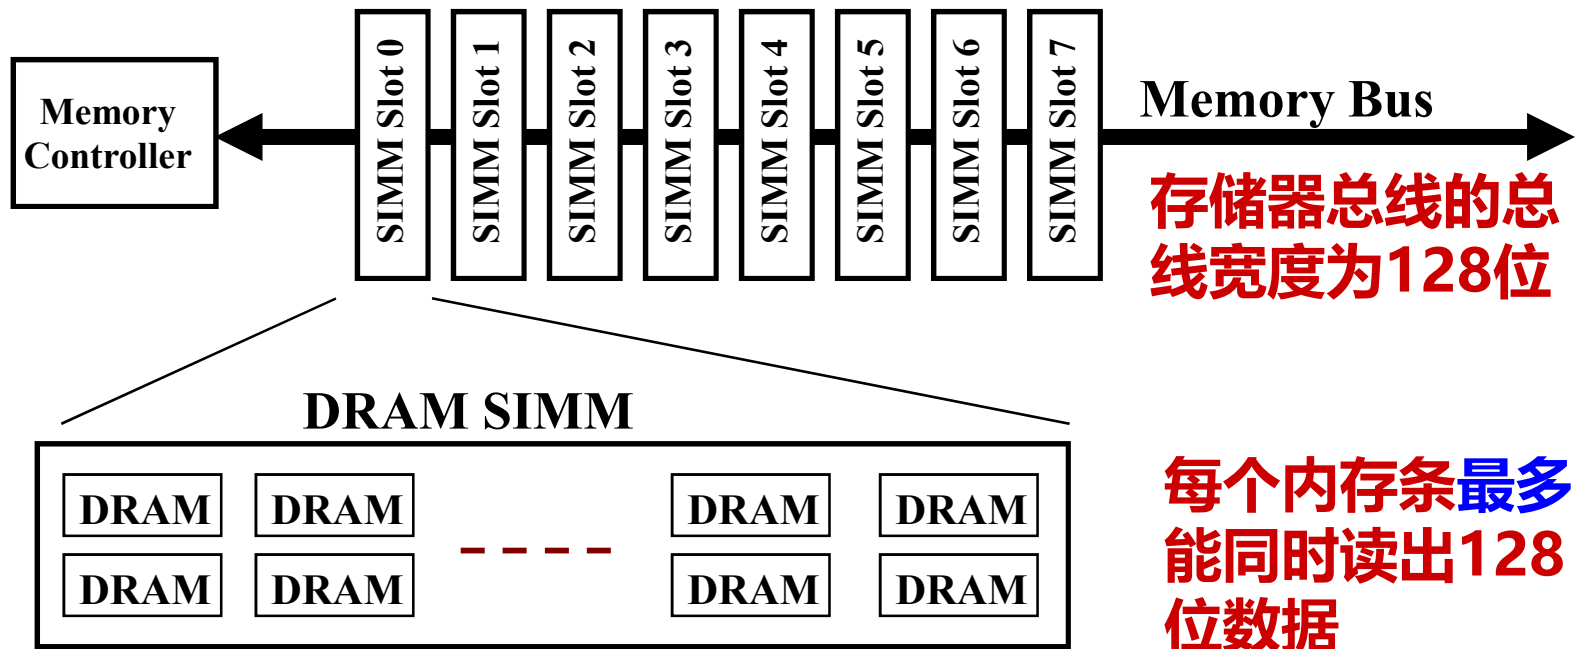 SIMM Slot 0
SIMM Slot 1
SIMM Slot 2
SIMM Slot 3
SIMM Slot 4
SIMM Slot 5
SIMM Slot 6
SIMM Slot 7
Memory
Controller
Memory Bus
存储器总线的总
线宽度为128位
DRAM SIMM
DRAM DRAM DRAM DRAM
DRAM DRAM DRAM DRAM
每个内存条最多
能同时读出128
位数据